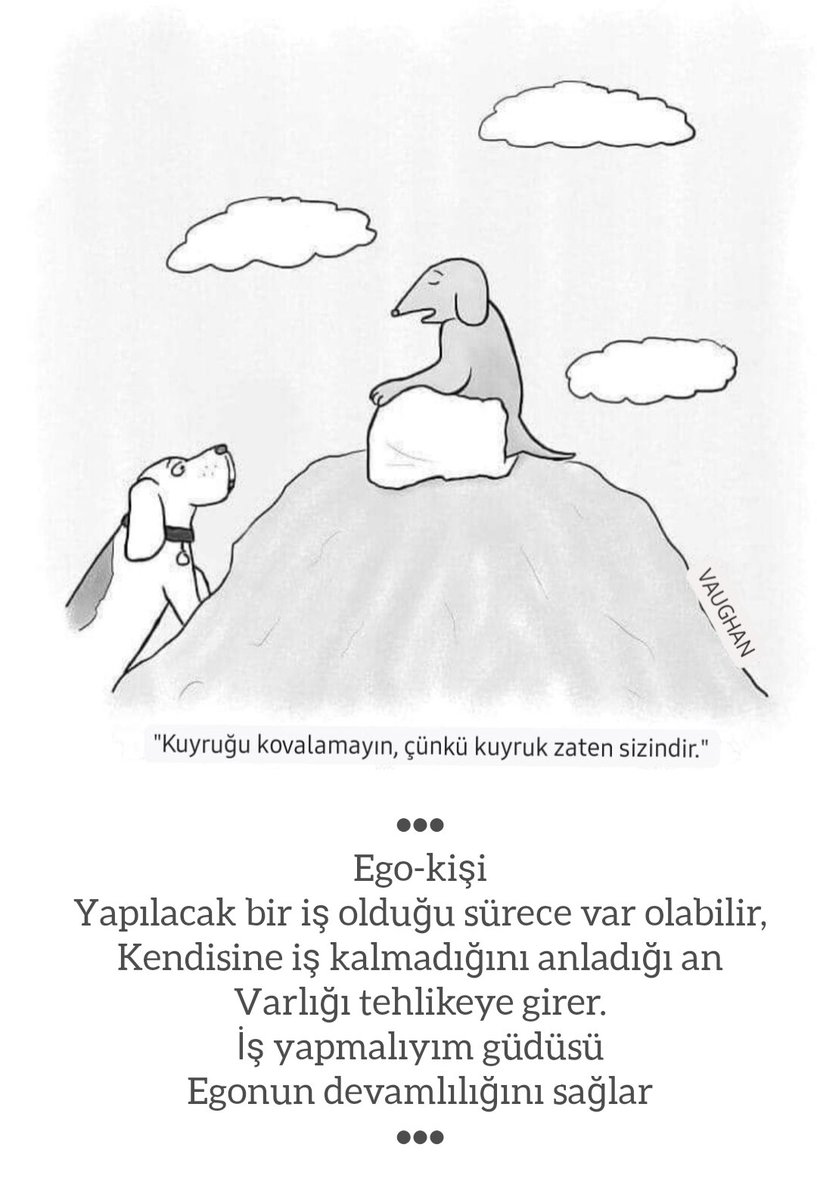 VAUGHAN
"Kuyruğu kovalamayın, çünkü kuyruk zaten sizindir."
•••
Ego-kişi
Yapılacak bir iş olduğu sürece var olabilir,
Kendisine iş kalmadığını anladığı an
Varlığı tehlikeye girer.
İş yapmalıyım güdüsü
Egonun devamlılığını sağlar
•••